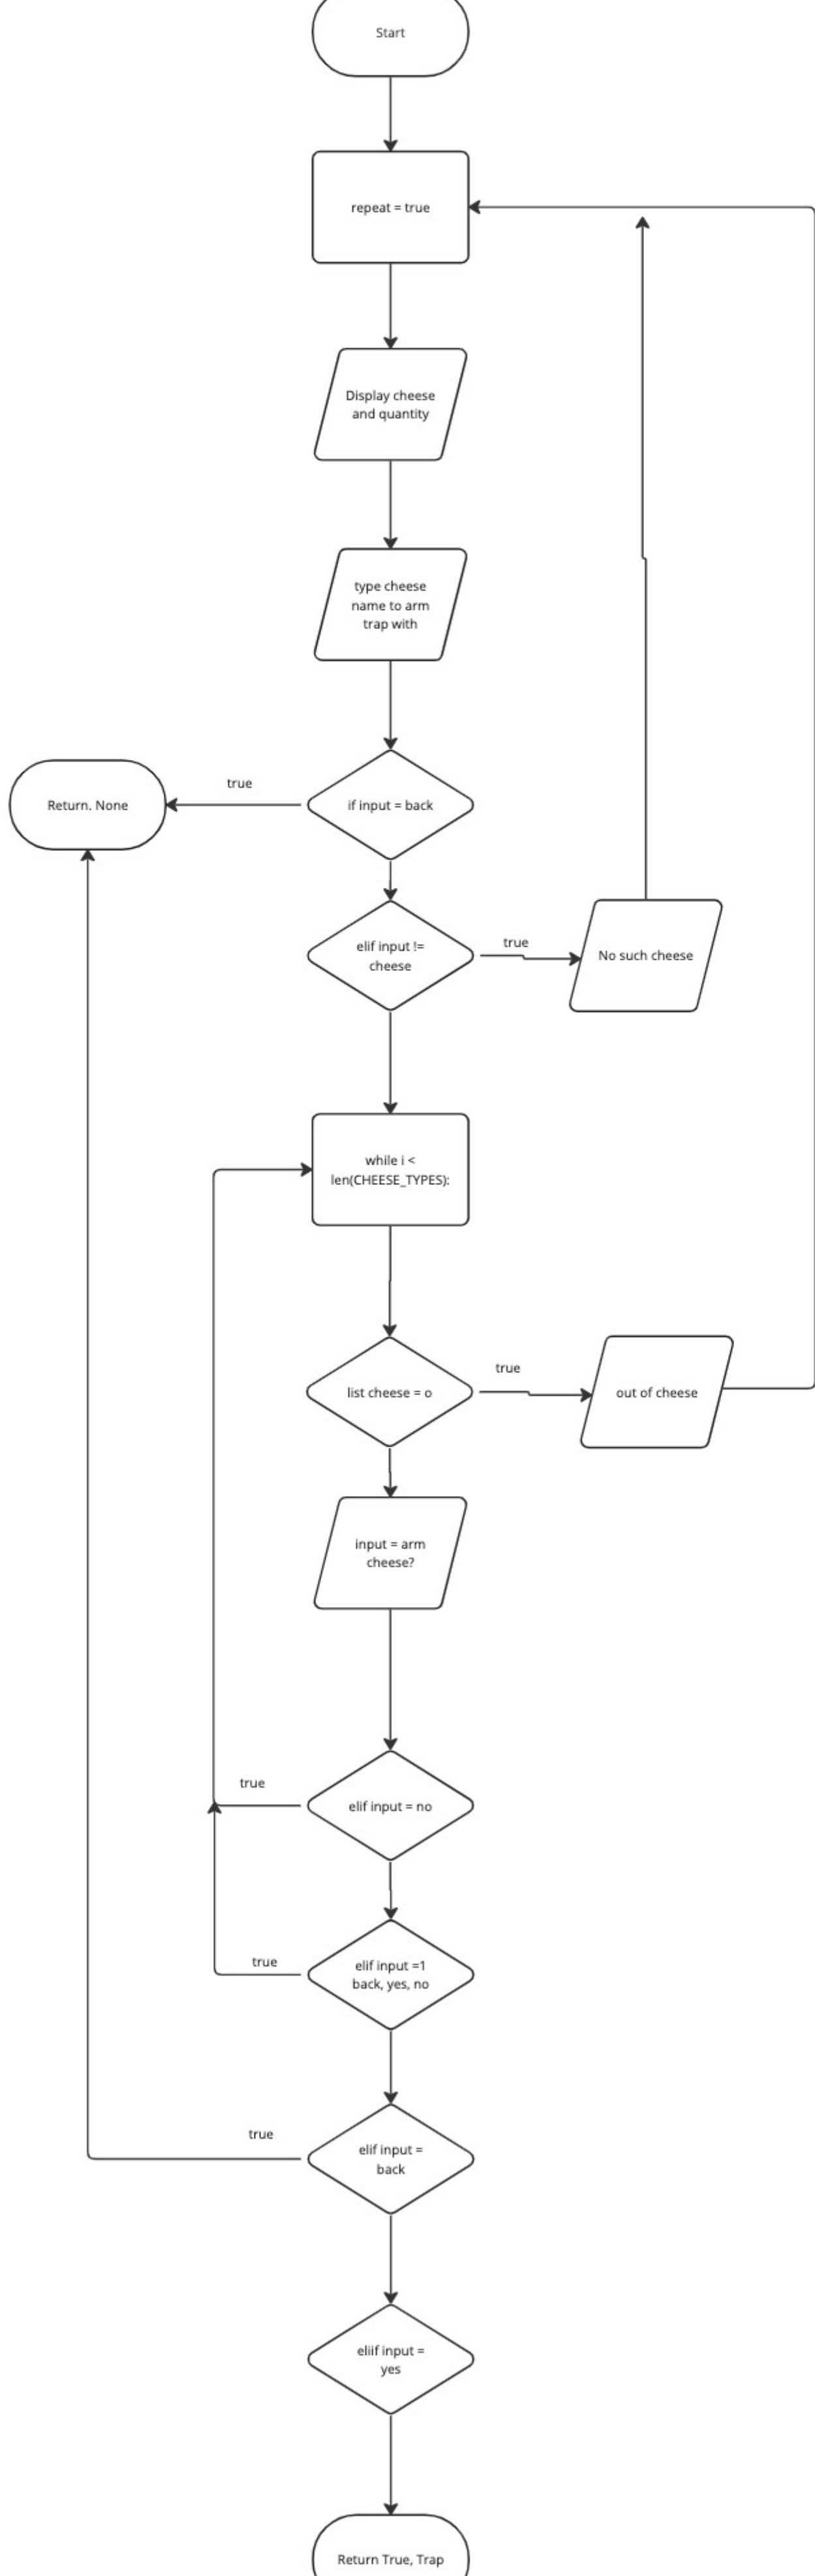 Start
repeat = true
Display cheese
and quantity
type cheese
name to arm
trap with
true
Return. None
if input = back
elif input !=
cheese
true
No such cheese
while i <
len(CHEESE_TYPES):
list cheese = o
true
out of cheese
input = arm
cheese?
true
elif input = no
true
elif input =1
back, yes, no
true
elif input =
back
eliif input =
yes
Return True, Trap